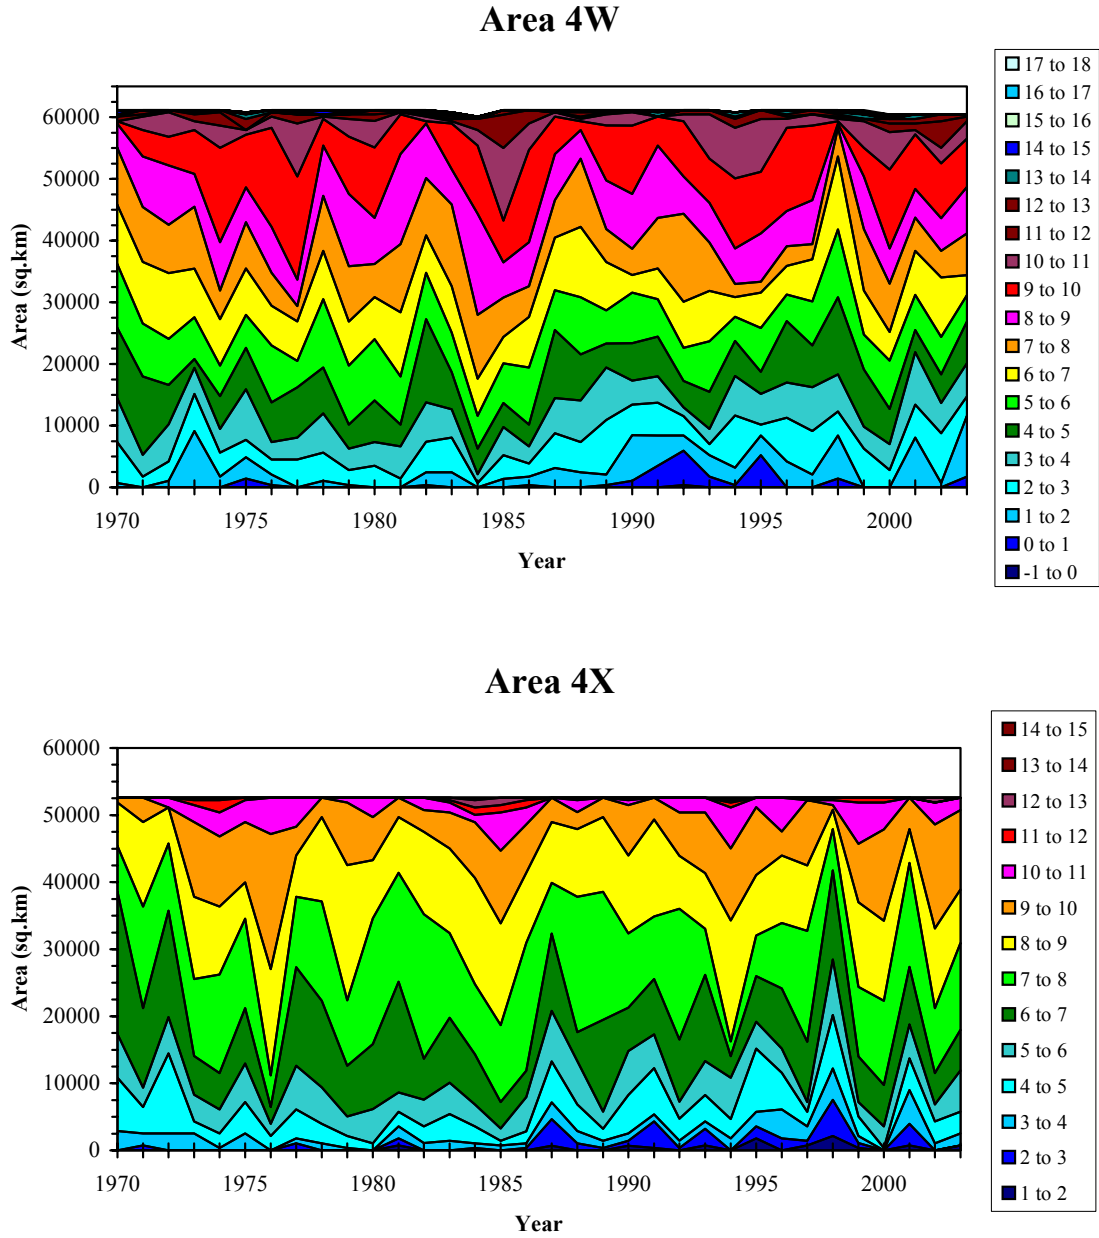 Area 4W
60000
50000
40000
30000
20000
10000
0
Area (sq.km)
1970 1975 1980 1985 1990 1995 2000
Year
17 to 18
16 to 17
15 to 16
14 to 15
13 to 14
12 to 13
11 to 12
10 to 11
9 to 10
8 to 9
7 to 8
6 to 7
5 to 6
4 to 5
3 to 4
2 to 3
1 to 2
0 to 1
-1 to 0
Area 4X
60000
50000
40000
30000
20000
10000
0
Area (sq.km)
1970 1975 1980 1985 1990 1995 2000
Year
14 to 15
13 to 14
12 to 13
11 to 12
10 to 11
9 to 10
8 to 9
7 to 8
6 to 7
5 to 6
4 to 5
3 to 4
2 to 3
1 to 2